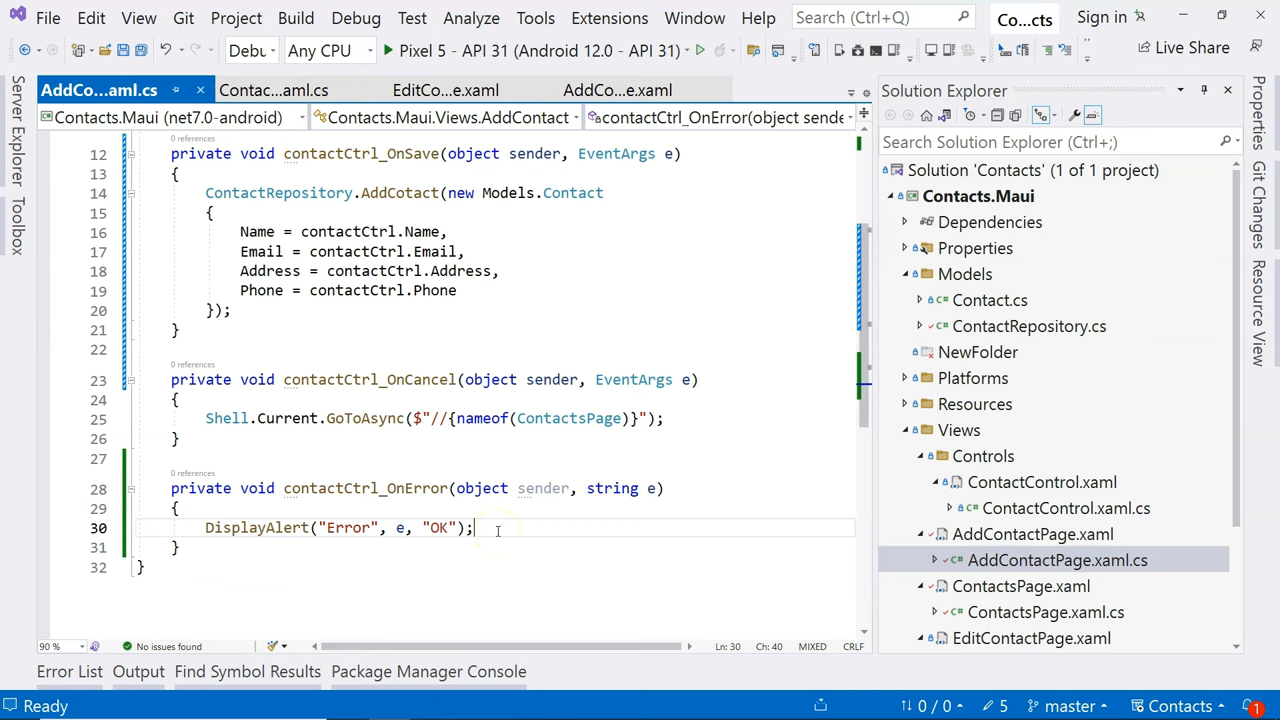 File Edit View Git Project Build Debug Test Analyze Tools Extensions Window Help Search (Ctrl+Q) Co...cts Sign in
Debu Any CPU Pixel 5 - API 31 (Android 12.0 - API 31) Live Share
AddCo...aml.cs Contac...aml.cs EditCo...e.xaml AddCo...e.xaml
Contacts.Maui (net7.0-android) Contacts.Maui.Views.AddContact contactCtrl_OnError(object sende
0 references
12 private void contactCtrl_OnSave(object sender, EventArgs e)
13 {
14 ContactRepository.AddCotact(new Models.Contact
15 {
16 Name = contactCtrl.Name,
17 Email = contactCtrl.Email,
18 Address = contactCtrl.Address,
19 Phone = contactCtrl.Phone
20 });
21 }
22
0 references
23 private void contactCtrl_OnCancel(object sender, EventArgs e)
24 {
25 Shell.Current.GoToAsync($"//{nameof(ContactsPage)}");
26 }
27
0 references
28 private void contactCtrl_OnError(object sender, string e)
29 {
30 DisplayAlert("Error", e, "OK");
31 }
32 }
90 % No issues found Ln: 30 Ch: 40 MIXED CRLF
Error List Output Find Symbol Results Package Manager Console
Ready 0 / 0 5 master Contacts 1
Server Explorer
Toolbox
Solution Explorer
Search Solution Explorer (Ctrl+;)
Solution 'Contacts' (1 of 1 project)
Contacts.Maui
Dependencies
Properties
Models
C# Contact.cs
C# ContactRepository.cs
NewFolder
Platforms
Resources
Views
Controls
ContactControl.xaml
C# ContactControl.xaml.cs
AddContactPage.xaml
C# AddContactPage.xaml.cs
ContactsPage.xaml
C# ContactsPage.xaml.cs
EditContactPage.xaml
Properties
Git Changes
Resource View